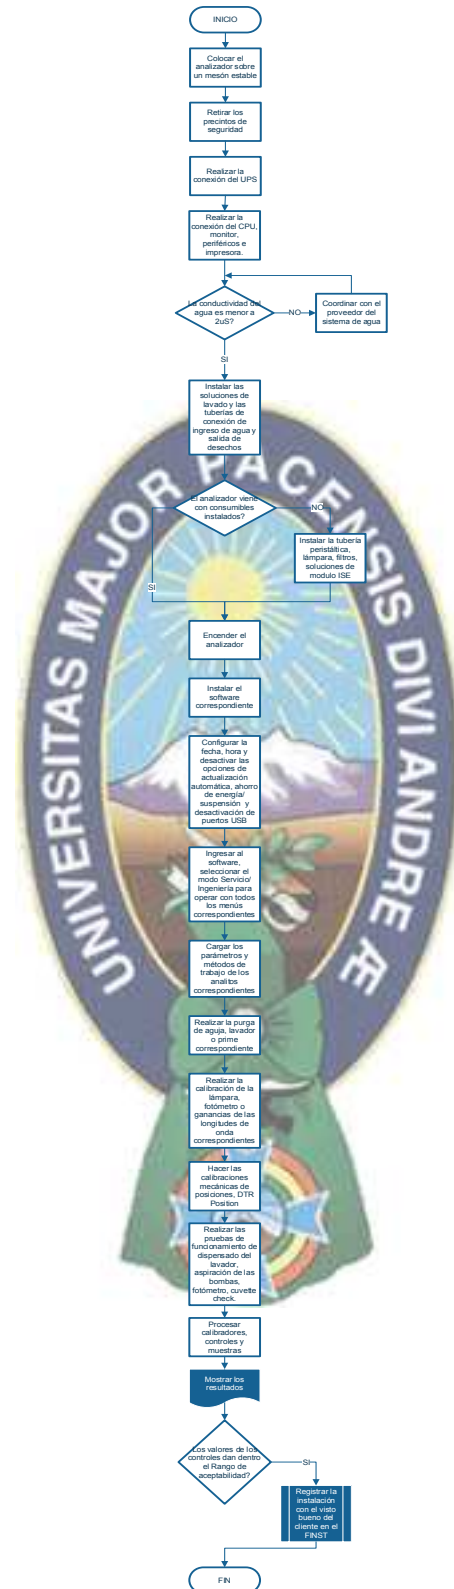 INICIO
Colocar el
analizador sobre
un mesón estable
Retirar los
precintos de
seguridad
Realizar la
conexión del UPS
Realizar la
conexión del CPU,
monitor,
periféricos e
impresora.
La conductividad del
agua es menor a
2uS?
NO
Coordinar con el
proveedor del
sistema de agua
SI
Instalar las
soluciones de
lavado y las
tuberías de
conexión de
ingreso de agua y
salida de
desechos
El analizador viene
con consumibles
instalados?
NO
Instalar la tubería
peristáltica,
lámpara, filtros,
soluciones de
modulo ISE
SI
Encender el
analizador
Instalar el
software
correspondiente
Configurar la
fecha, hora y
desactivar las
opciones de
actualización
automática, ahorro
de energía/
suspensión y
desactivación de
puertos USB
Ingresar al
software,
seleccionar el
modo Servicio/
Ingeniería para
operar con todos
los menús
correspondientes
Cargar los
parámetros y
métodos de
trabajo de los
analitos
correspondientes
Realizar la purga
de aguja, lavador
o prime
correspondiente
Realizar la
calibración de la
lámpara,
fotómetro o
ganancias de las
longitudes de
onda
correspondientes
Hacer las
calibraciones
mecánicas de
posiciones, DTR
Position
Realizar las
pruebas de
funcionamiento de
dispensado del
lavador,
aspiración de las
bombas,
fotómetro, cuvette
check.
Procesar
calibradores,
controles y
muestras
Mostrar los
resultados
Los valores de los
controles dan dentro
el Rango de
aceptabilidad?
SI
Registrar la
instalación
con el visto
bueno del
cliente en el
FINST
FIN
UNIVERSITAS MAJOR PACENSIS DIVI ANDRE Æ